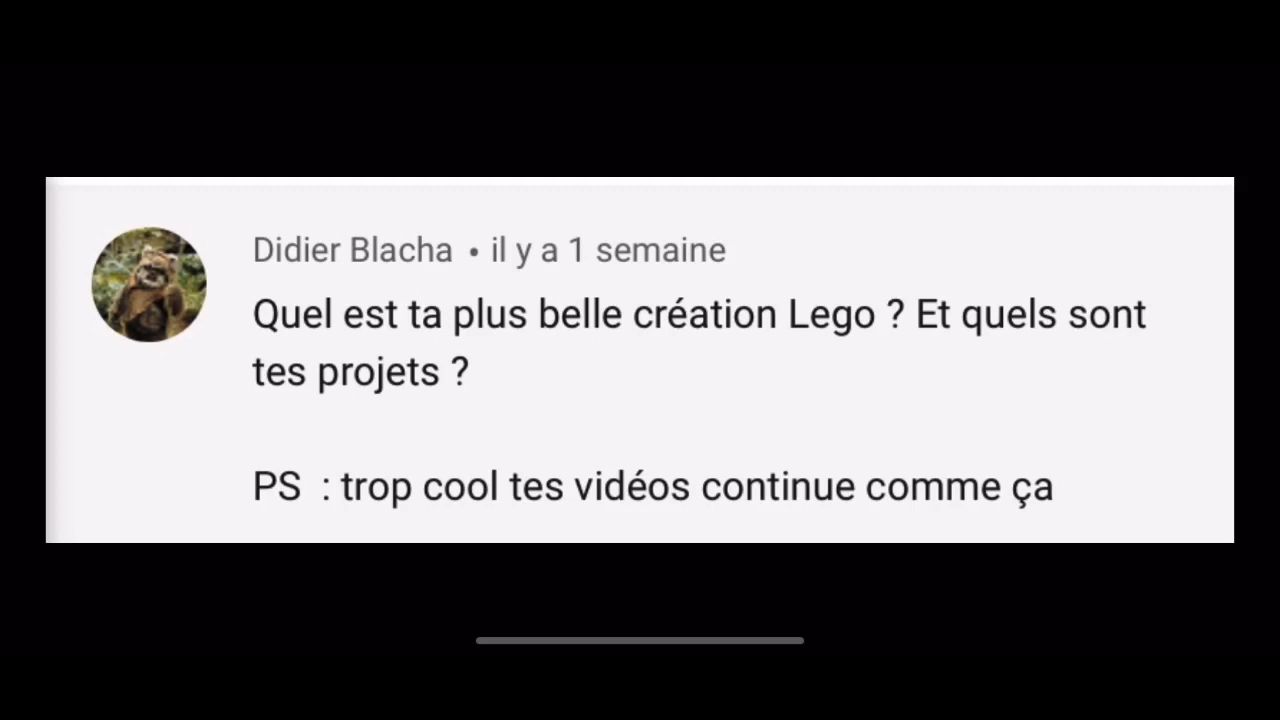 Didier Blacha • il y a 1 semaine
Quel est ta plus belle création Lego ? Et quels sont
tes projets ?
PS  : trop cool tes vidéos continue comme ça